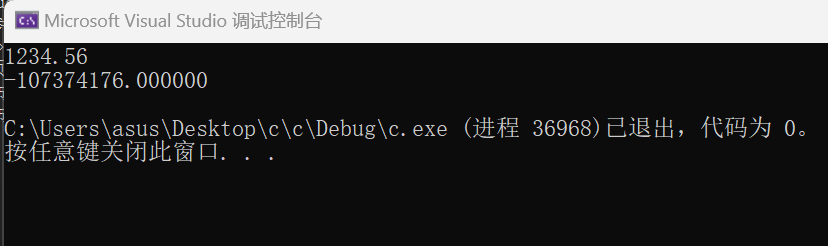 Microsoft Visual Studio 调试控制台
1234.56
-107374176.000000
C:\Users\asus\Desktop\c\c\Debug\c.exe (进程 36968)已退出，代码为 0。
按任意键关闭此窗口. . .